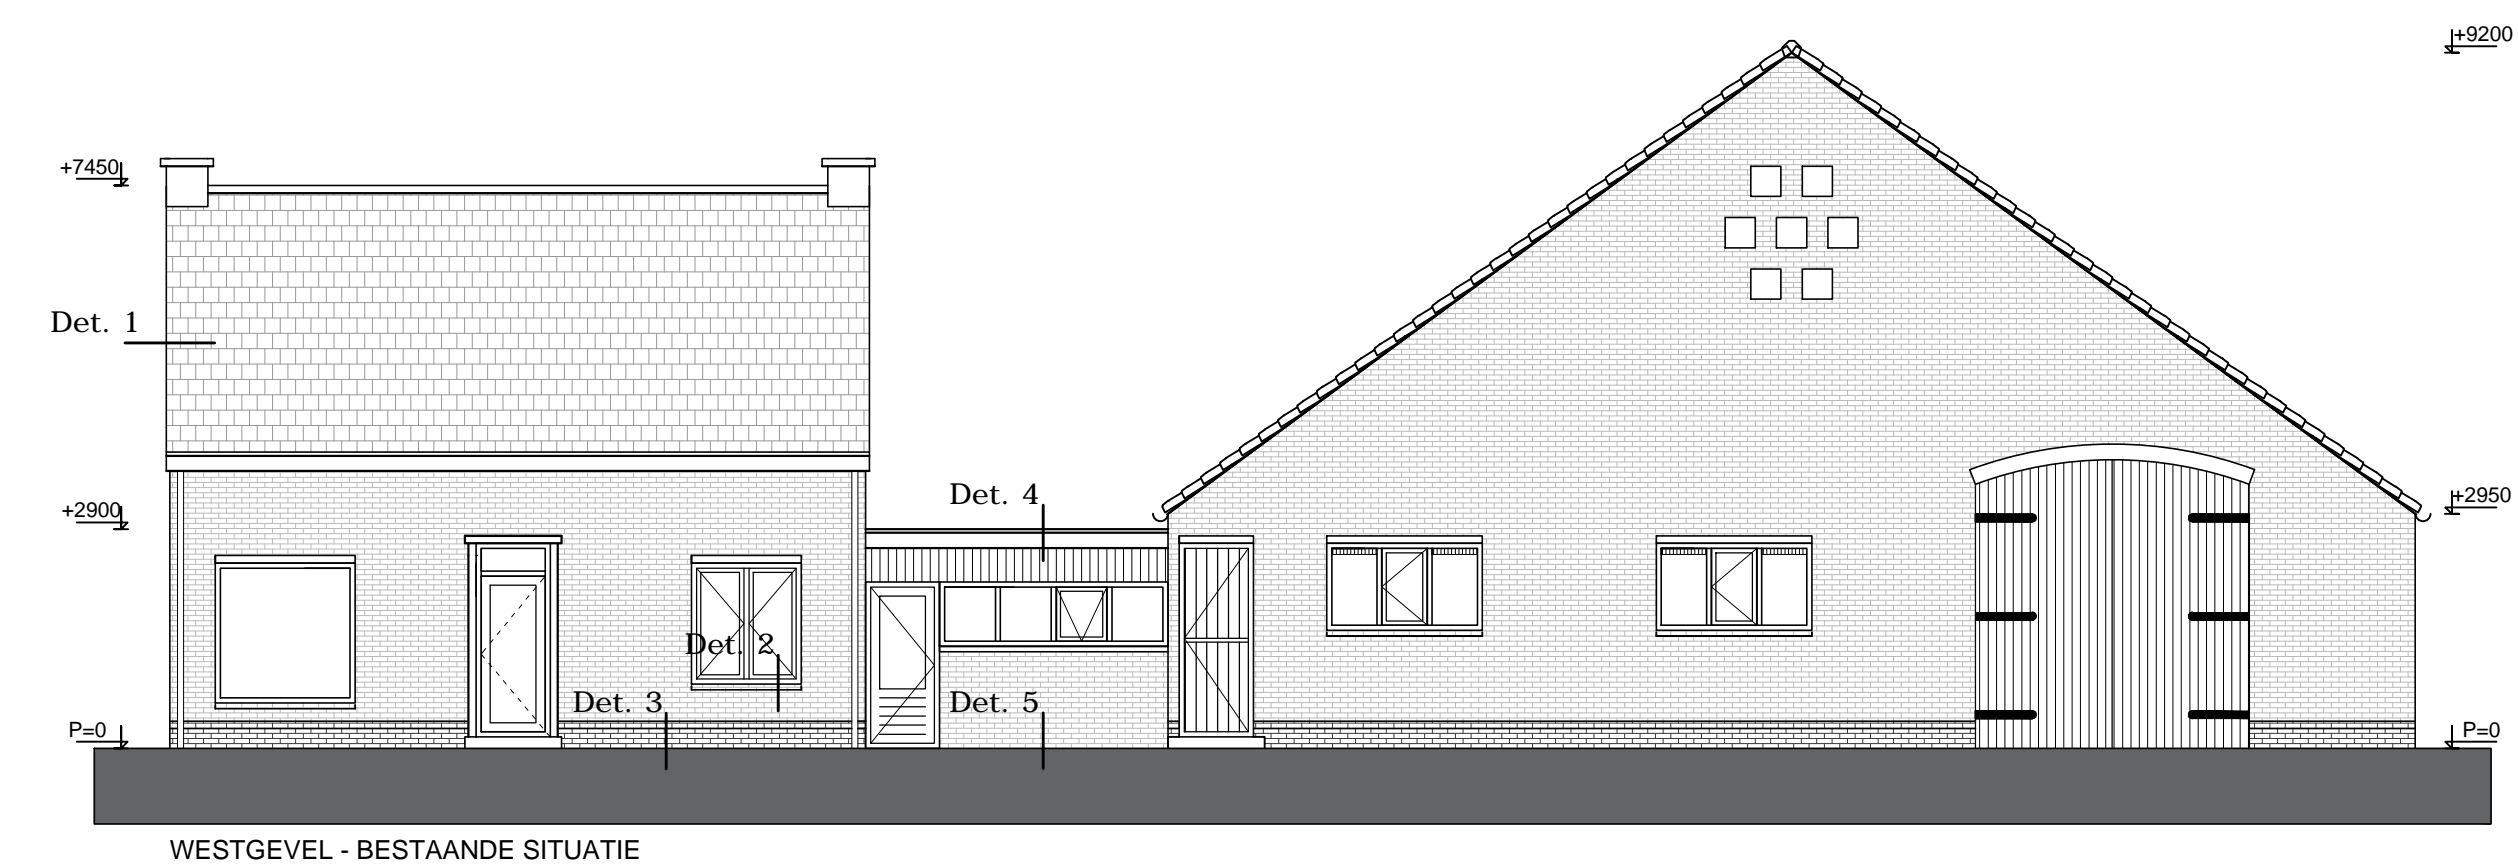 +9200
+7450
Det. 1
Det. 4
+2900
+2950
Det. 2
Det. 3
Det. 5
P=0
P=0
WESTGEVEL - BESTAANDE SITUATIE